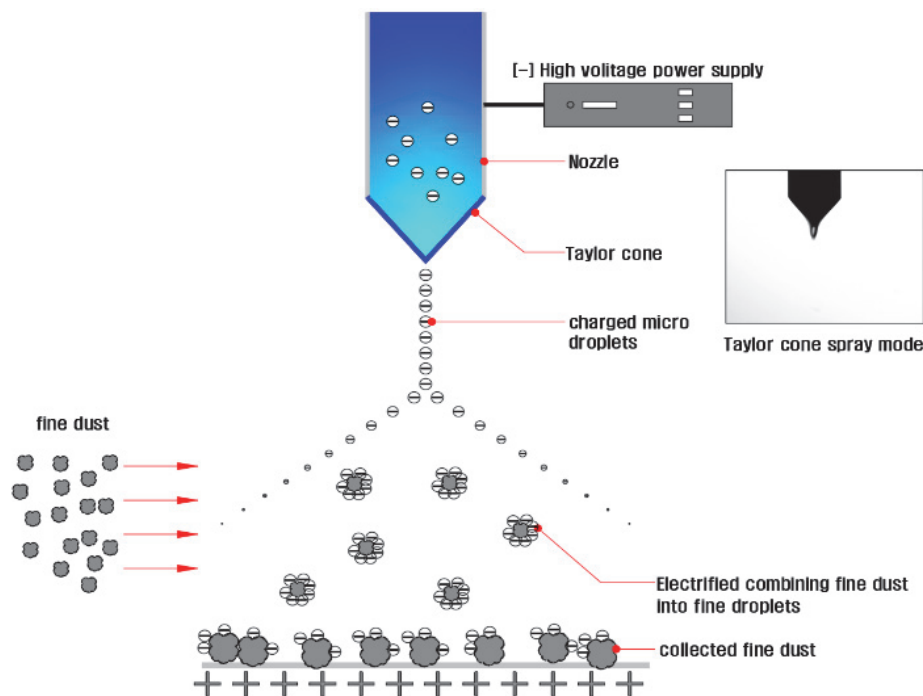 [-] High volitage power supply
Nozzle
Taylor cone
charged micro
droplets
Taylor cone spray mode
fine dust
Electrified combining fine dust
into fine droplets
collected fine dust